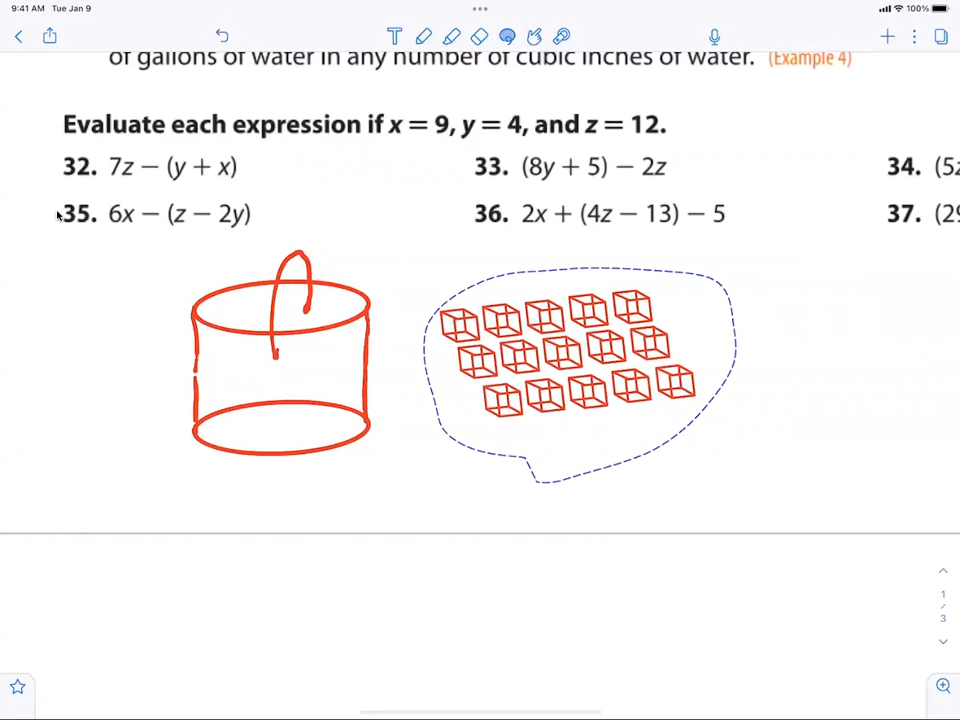 9:41 AM Tue Jan 9
100%
of gallons of water in any number of cubic inches of water. (Example 4)
Evaluate each expression if x = 9, y = 4, and z = 12.
32. 7z − (y + x) 33. (8y + 5) − 2z 34. (5z
35. 6x − (z − 2y) 36. 2x + (4z − 13) − 5 37. (29
1
/
3